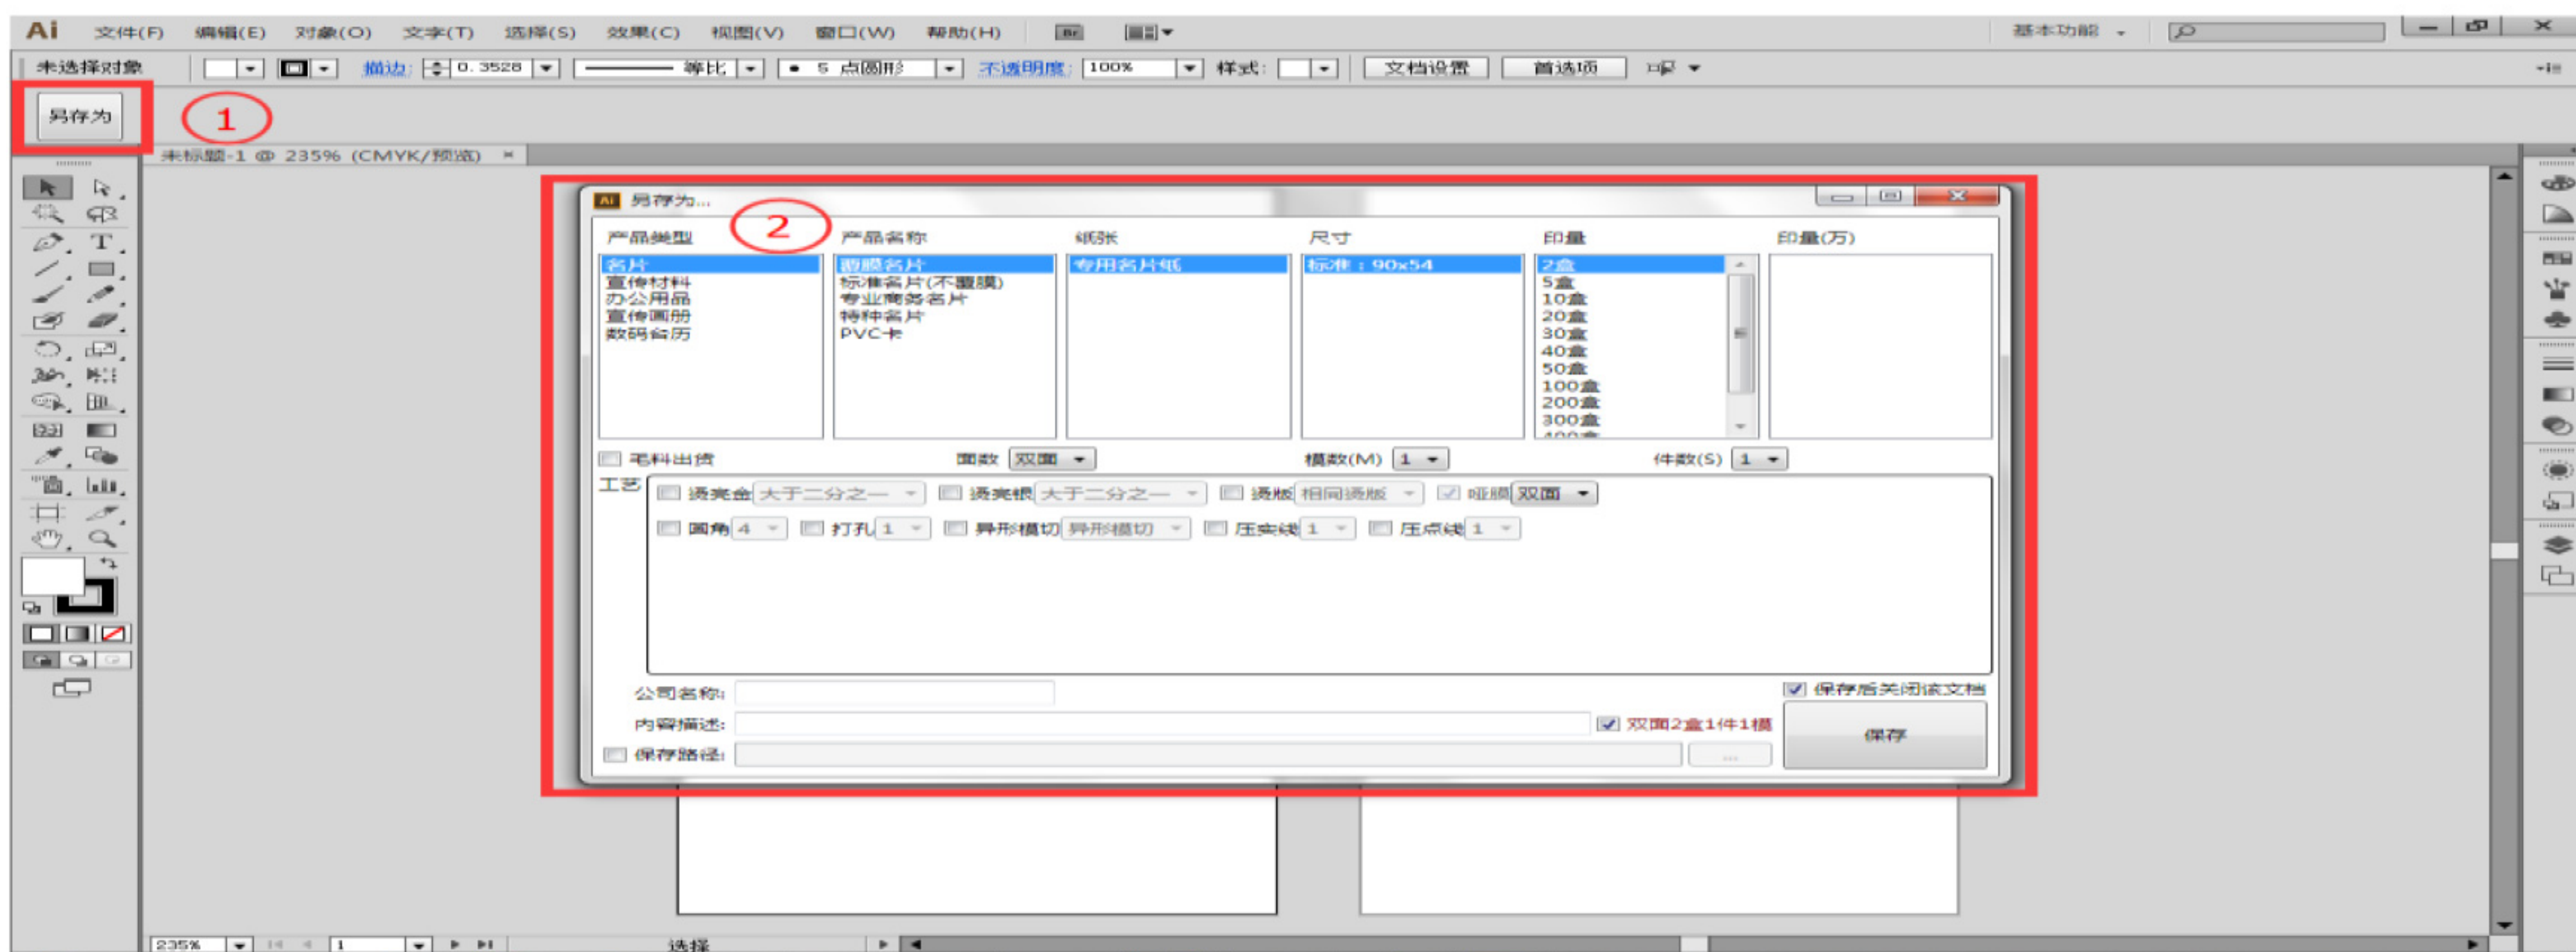 Ai 文件(F) 编辑(E) 对象(O) 文字(T) 选择(S) 效果(C) 视图(V) 窗口(W) 帮助(H) Br 基本功能
未选择对象 描边: 0.3528 等比 5 点圆形 不透明度: 100% 样式: 文档设置 首选项
另存为 1
未标题-1 @ 235% (CMYK/预览) ×
Ai 另存为...
2
产品类型 产品名称 纸张 尺寸 印量 印量(万)
名片 覆膜名片 专用名片纸 标准：90x54 2盒
宣传材料 标准名片(不覆膜) 5盒
办公用品 专业商务名片 10盒
宣传画册 特种名片 20盒
数码台历 PVC卡 30盒
40盒
50盒
100盒
200盒
300盒
400盒
毛料出货 面数 双面 模数(M) 1 件数(S) 1
工艺 烫亮金 大于二分之一 烫亮银 大于二分之一 烫版 相同烫版 哑膜 双面
圆角 4 打孔 1 异形模切 异形模切 压实线 1 压点线 1
公司名称: 保存后关闭该文档
内容描述: 双面2盒1件1模 保存
保存路径: ...
235% 1 选择